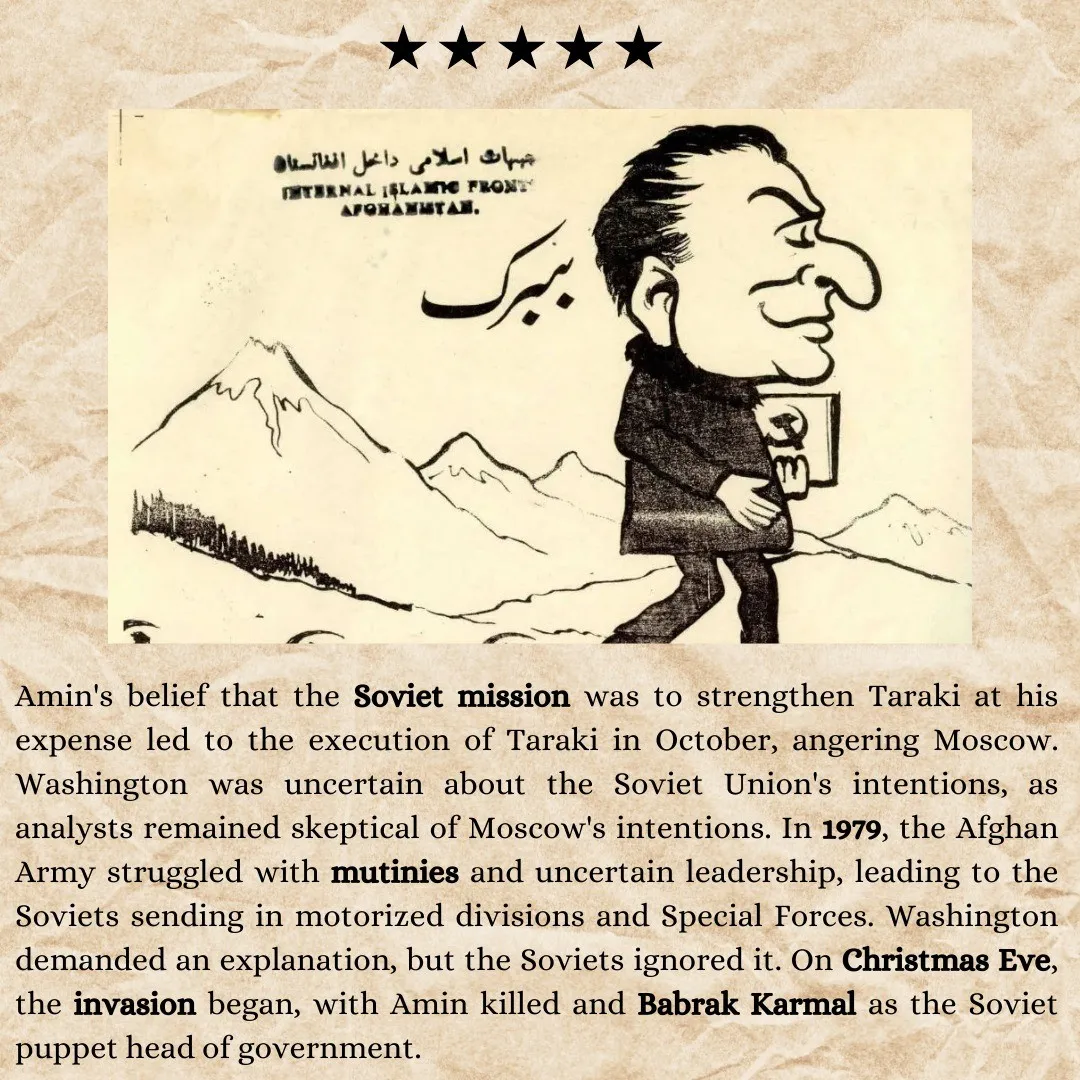 جبهات اسلامی داخل افغانستان
INTERNAL ISLAMIC FRONT
AFGHANISTAN.
ببرک
Amin's belief that the Soviet mission was to strengthen Taraki at his
expense led to the execution of Taraki in October, angering Moscow.
Washington was uncertain about the Soviet Union's intentions, as
analysts remained skeptical of Moscow's intentions. In 1979, the Afghan
Army struggled with mutinies and uncertain leadership, leading to the
Soviets sending in motorized divisions and Special Forces. Washington
demanded an explanation, but the Soviets ignored it. On Christmas Eve,
the invasion began, with Amin killed and Babrak Karmal as the Soviet
puppet head of government.